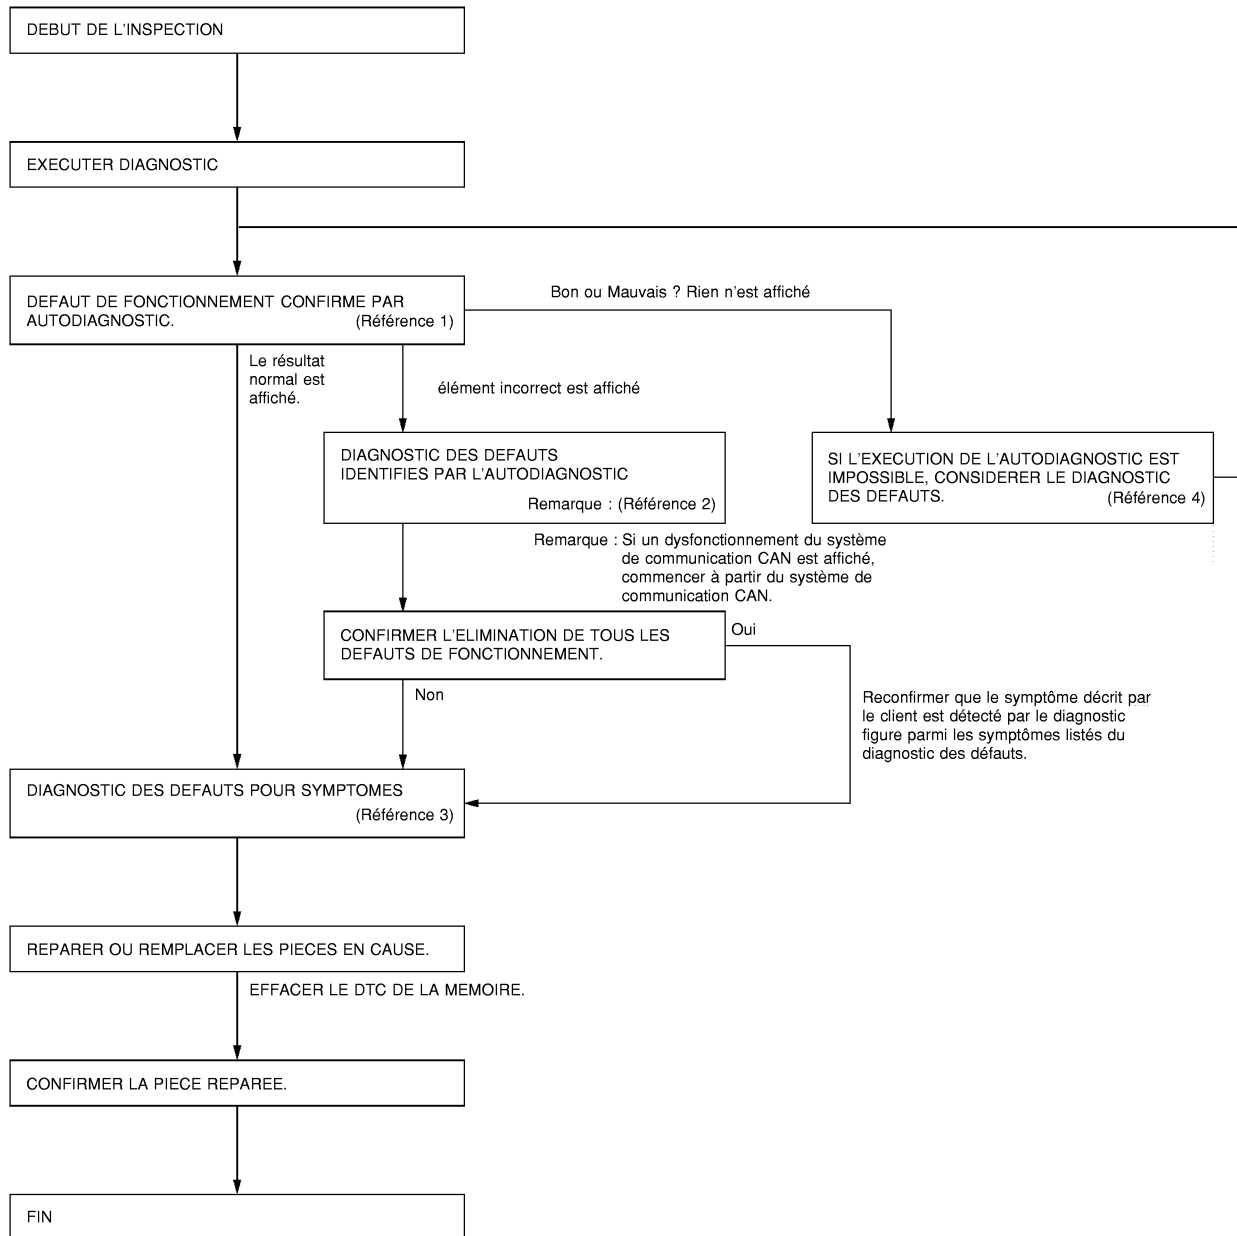 DEBUT DE L'INSPECTION
EXECUTER DIAGNOSTIC
DEFAUT DE FONCTIONNEMENT CONFIRME PAR
AUTODIAGNOSTIC. (Référence 1)
Bon ou Mauvais ? Rien n'est affiché
Le résultat
normal est
affiché.
élément incorrect est affiché
DIAGNOSTIC DES DEFAUTS
IDENTIFIES PAR L'AUTODIAGNOSTIC
Remarque : (Référence 2)
SI L'EXECUTION DE L'AUTODIAGNOSTIC EST
IMPOSSIBLE, CONSIDERER LE DIAGNOSTIC
DES DEFAUTS. (Référence 4)
Remarque : Si un dysfonctionnement du système
de communication CAN est affiché,
commencer à partir du système de
communication CAN.
CONFIRMER L'ELIMINATION DE TOUS LES
DEFAUTS DE FONCTIONNEMENT.
Oui
Non
Reconfirmer que le symptôme décrit par
le client est détecté par le diagnostic
figure parmi les symptômes listés du
diagnostic des défauts.
DIAGNOSTIC DES DEFAUTS POUR SYMPTOMES
(Référence 3)
REPARER OU REMPLACER LES PIECES EN CAUSE.
EFFACER LE DTC DE LA MEMOIRE.
CONFIRMER LA PIECE REPAREE.
FIN